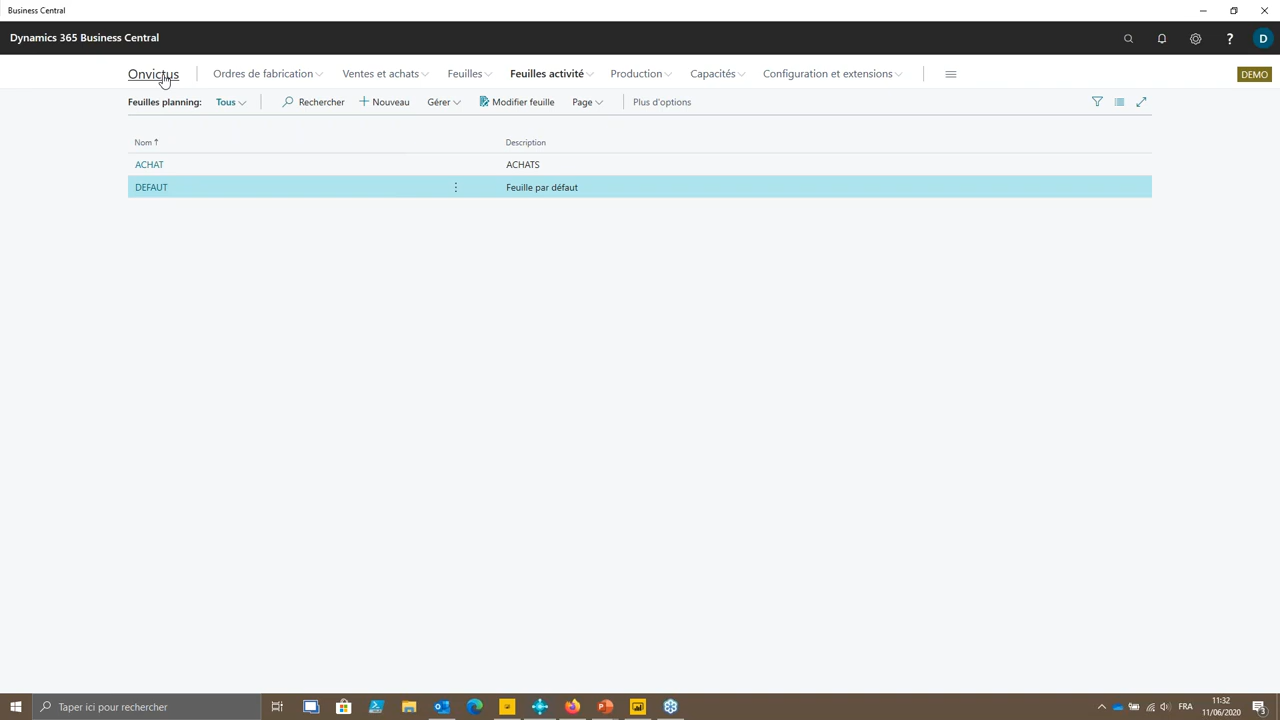 Business Central
Dynamics 365 Business Central
D
Onvictus Ordres de fabrication Ventes et achats Feuilles Feuilles activité Production Capacités Configuration et extensions DEMO
Feuilles planning: Tous Rechercher Nouveau Gérer Modifier feuille Page Plus d'options
Nom Description
ACHAT ACHATS
DEFAUT Feuille par défaut
Taper ici pour rechercher
FRA
11:32
11/06/2020
3